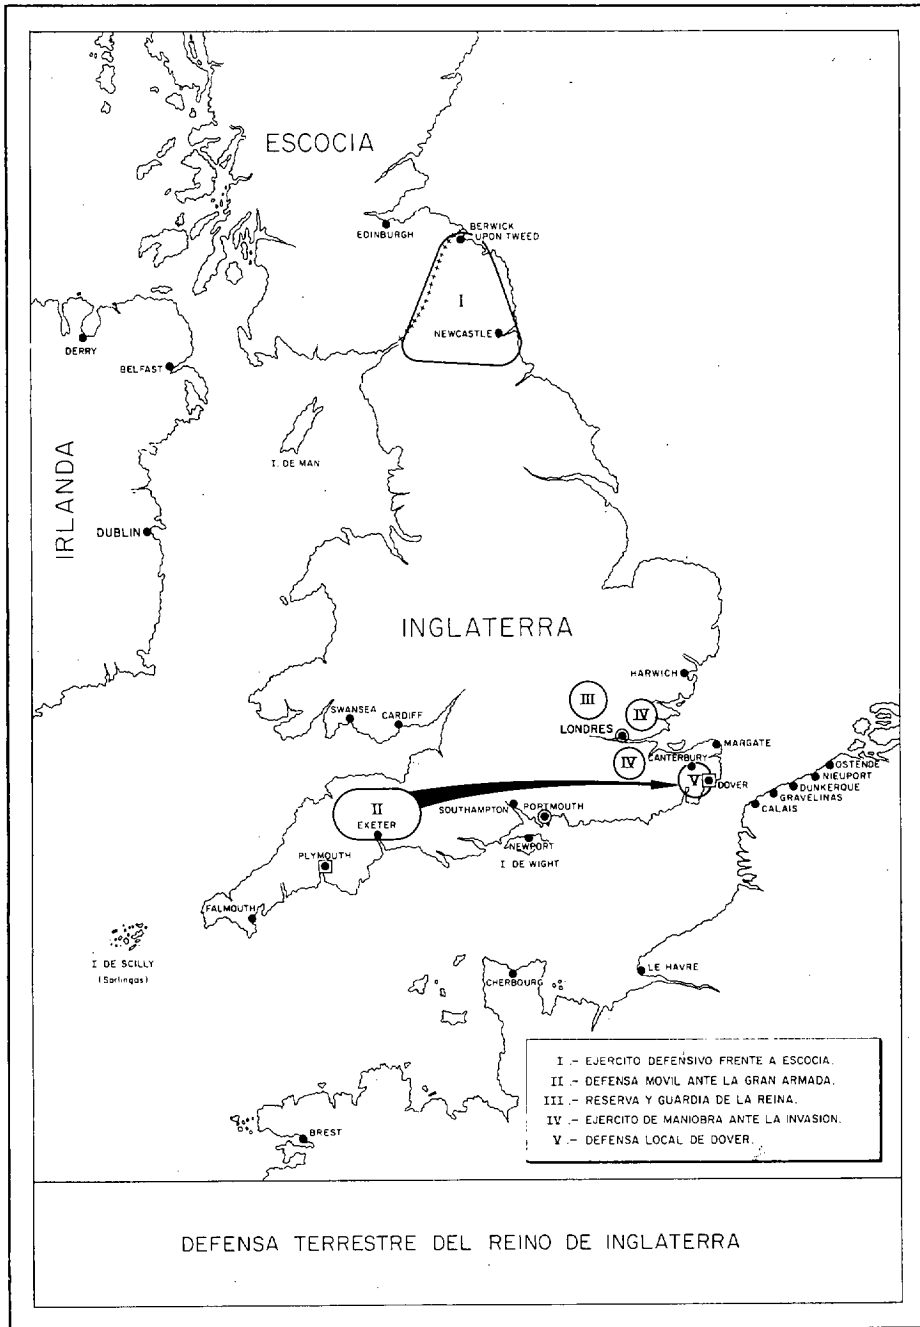 ESCOCIA
EDINBURGH
BERWICK
UPON TWEED
I
NEWCASTLE
DERRY
BELFAST
I. DE MAN
IRLANDA
DUBLIN
INGLATERRA
HARWICH
III
IV
SWANSEA
CARDIFF
LONDRES
MARGATE
IV
CANTERBURY
OSTENDE
V
DOVER
NIEUPORT
DUNKERQUE
GRAVELINAS
CALAIS
II
EXETER
SOUTHAMPTON
PORTMOUTH
NEWPORT
I DE WIGHT
PLYMOUTH
FALMOUTH
I DE SCILLY
(Sorlingas)
LE HAVRE
CHERBOURG
BREST
I .- EJERCITO DEFENSIVO FRENTE A ESCOCIA.
II .- DEFENSA MOVIL ANTE LA GRAN ARMADA.
III .- RESERVA Y GUARDIA DE LA REINA.
IV .- EJERCITO DE MANIOBRA ANTE LA INVASION.
V .- DEFENSA LOCAL DE DOVER.
DEFENSA TERRESTRE DEL REINO DE INGLATERRA